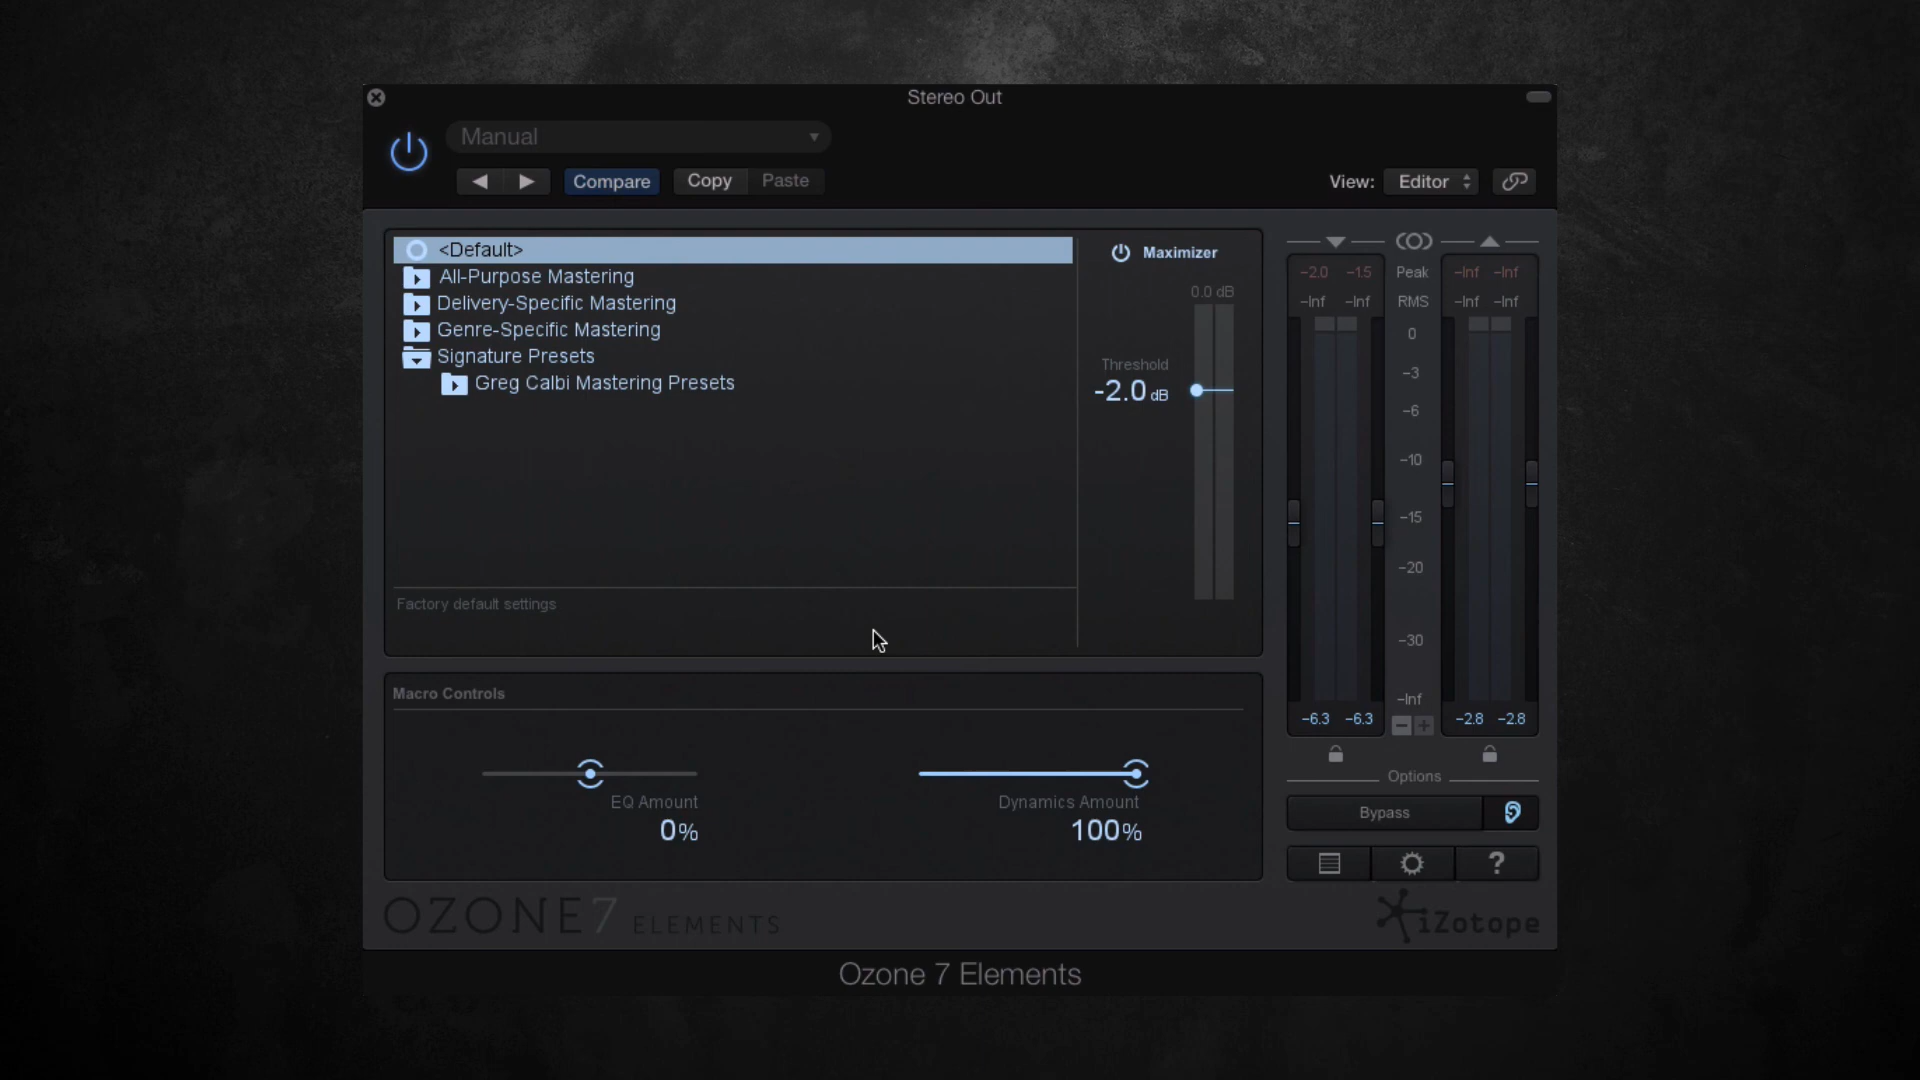 Stereo Out
Manual
Compare
Copy
Paste
View:
Editor
<Default>
All-Purpose Mastering
Delivery-Specific Mastering
Genre-Specific Mastering
Signature Presets
Greg Calbi Mastering Presets
Factory default settings
Maximizer
0.0 dB
Threshold
-2.0 dB
-2.0 -1.5 Peak -Inf -Inf
-Inf -Inf RMS -Inf -Inf
0
-3
-6
-10
-15
-20
-30
-Inf
-6.3 -6.3 -2.8 -2.8
Options
Bypass
?
Macro Controls
EQ Amount
0%
Dynamics Amount
100%
OZONE 7 ELEMENTS
iZotope
Ozone 7 Elements